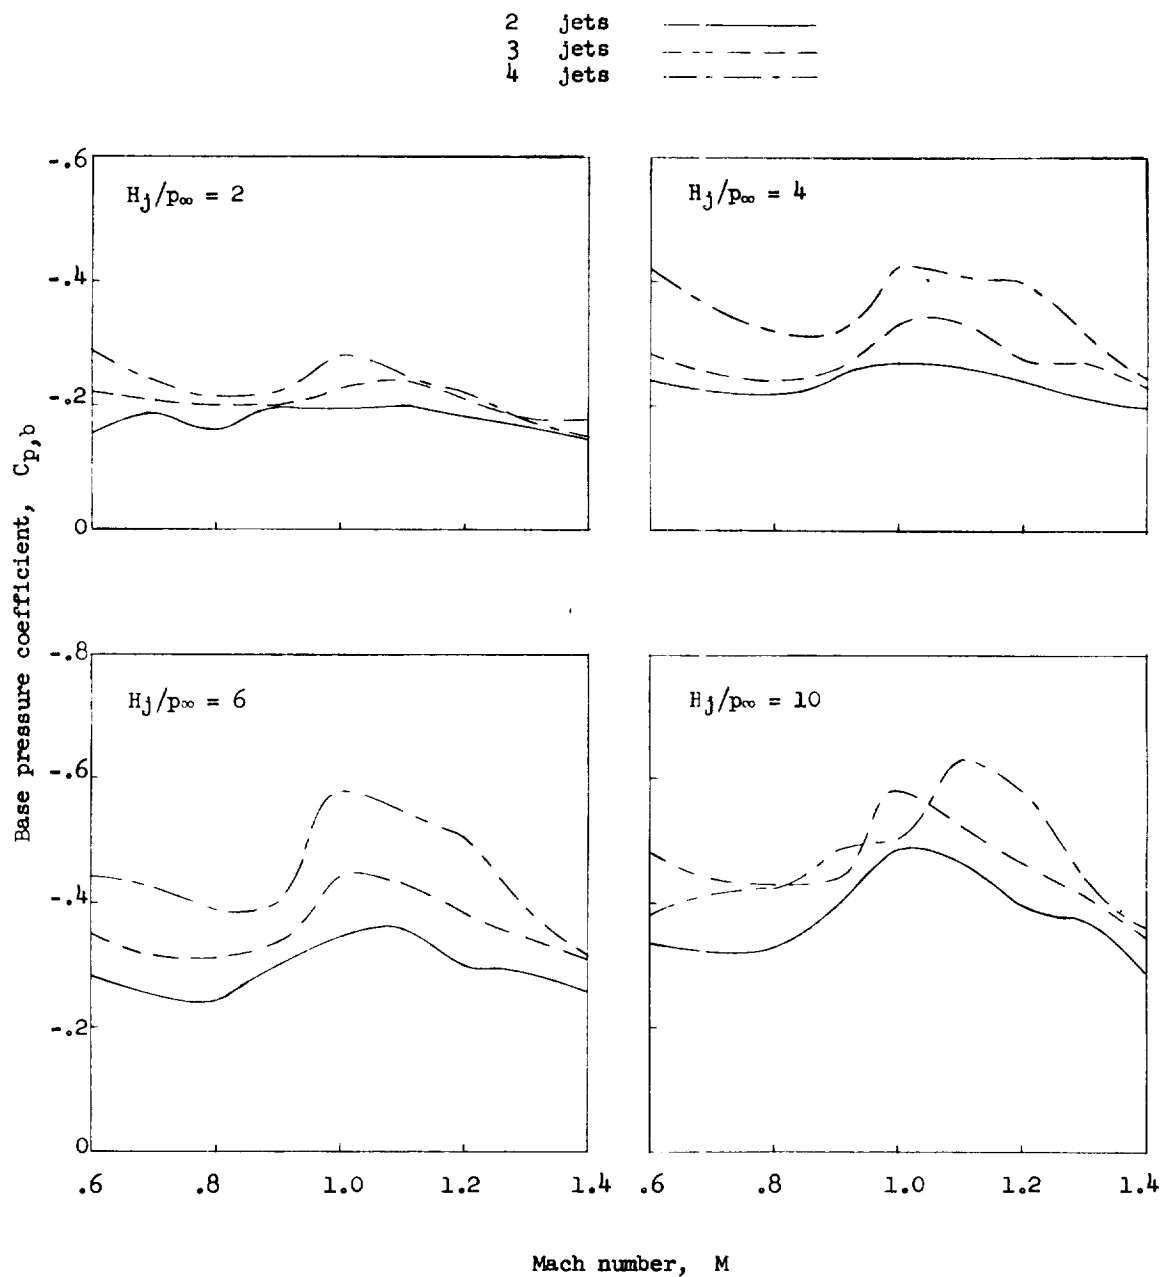 2 jets
3 jets
4 jets
-.6
-.4
-.2
0
Hj/p∞ = 2
Hj/p∞ = 4
Base pressure coefficient, Cp,b
-.8
-.6
-.4
-.2
0
Hj/p∞ = 6
Hj/p∞ = 10
.6 .8 1.0 1.2 1.4
.6 .8 1.0 1.2 1.4
Mach number, M